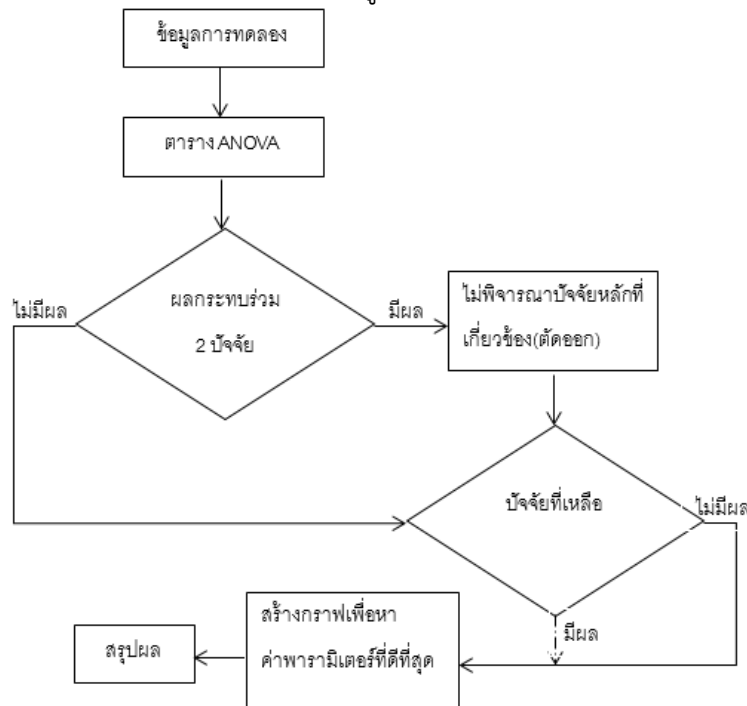 ข้อมูลการทดลอง
ตาราง ANOVA
ผลกระทบร่วม
2 ปัจจัย
ไม่มีผล
มีผล
ไม่พิจารณาปัจจัยหลักที่
เกี่ยวข้อง(ตัดออก)
ปัจจัยที่เหลือ
ไม่มีผล
มีผล
สร้างกราฟเพื่อหา
ค่าพารามิเตอร์ที่ดีที่สุด
สรุปผล